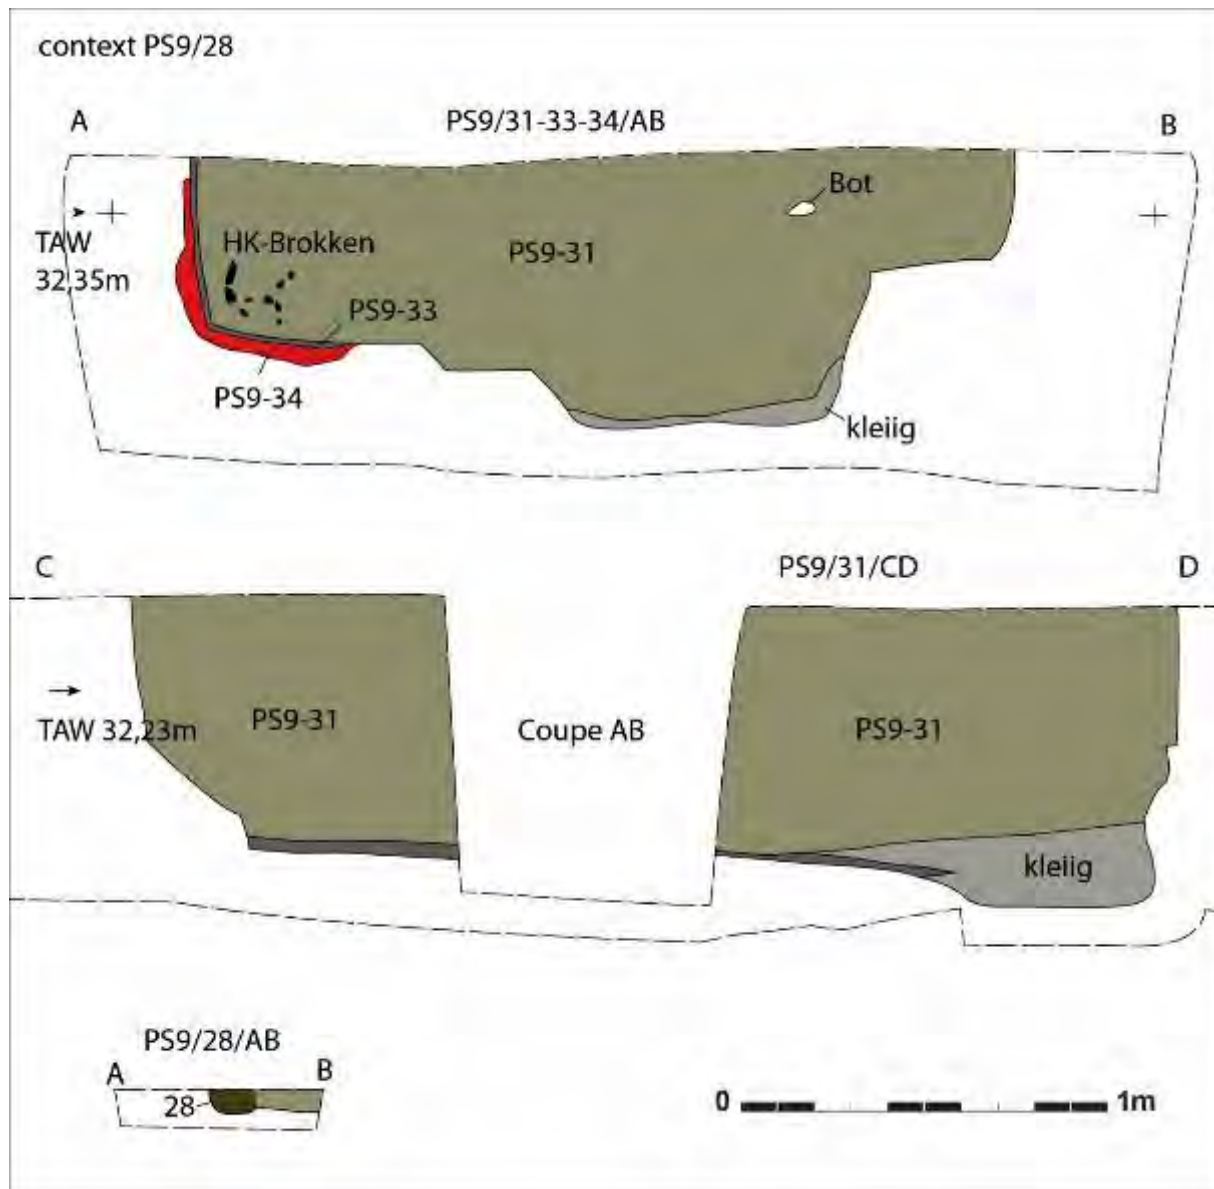 context PS9/28
A
PS9/31-33-34/AB
B
Bot
TAW
32,35m
HK-Brokken
PS9-31
PS9-33
PS9-34
kleiig
C
PS9/31/CD
D
PS9-31
TAW 32,23m
Coupe AB
PS9-31
kleiig
PS9/28/AB
A
B
28
0
1m